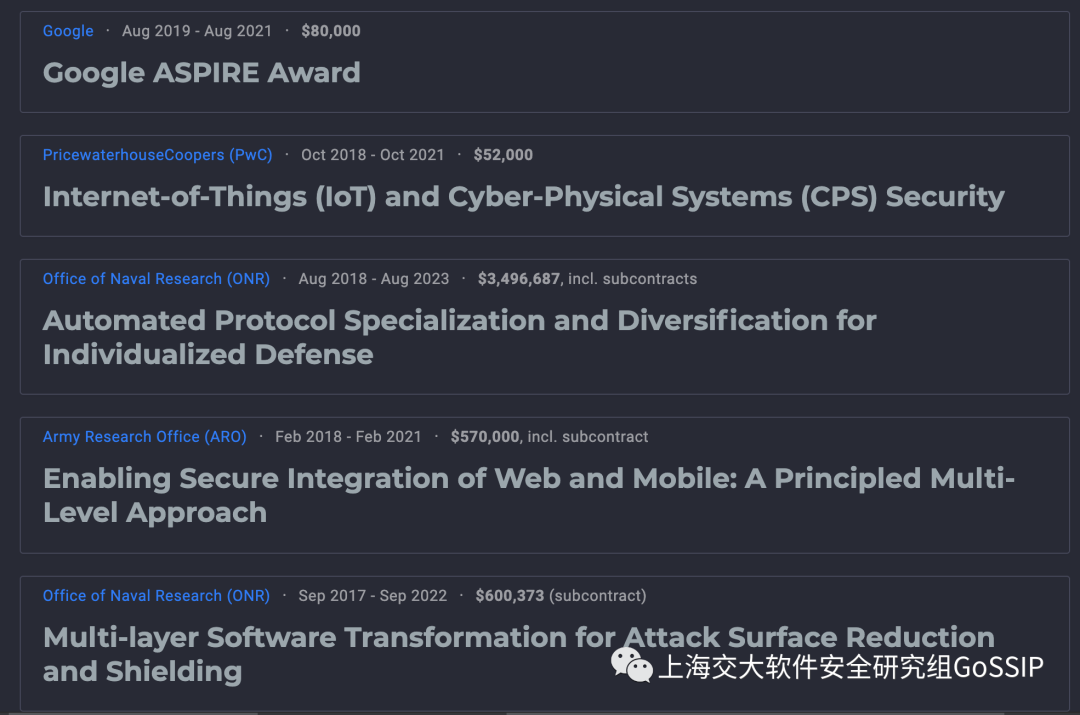 Google · Aug 2019 - Aug 2021 · $80,000
Google ASPIRE Award
PricewaterhouseCoopers (PwC) · Oct 2018 - Oct 2021 · $52,000
Internet-of-Things (IoT) and Cyber-Physical Systems (CPS) Security
Office of Naval Research (ONR) · Aug 2018 - Aug 2023 · $3,496,687, incl. subcontracts
Automated Protocol Specialization and Diversification for
Individualized Defense
Army Research Office (ARO) · Feb 2018 - Feb 2021 · $570,000, incl. subcontract
Enabling Secure Integration of Web and Mobile: A Principled Multi-
Level Approach
Office of Naval Research (ONR) · Sep 2017 - Sep 2022 · $600,373 (subcontract)
Multi-layer Software Transformation for Attack Surface Reduction
and Shielding
上海交大软件安全研究组GoSSIP